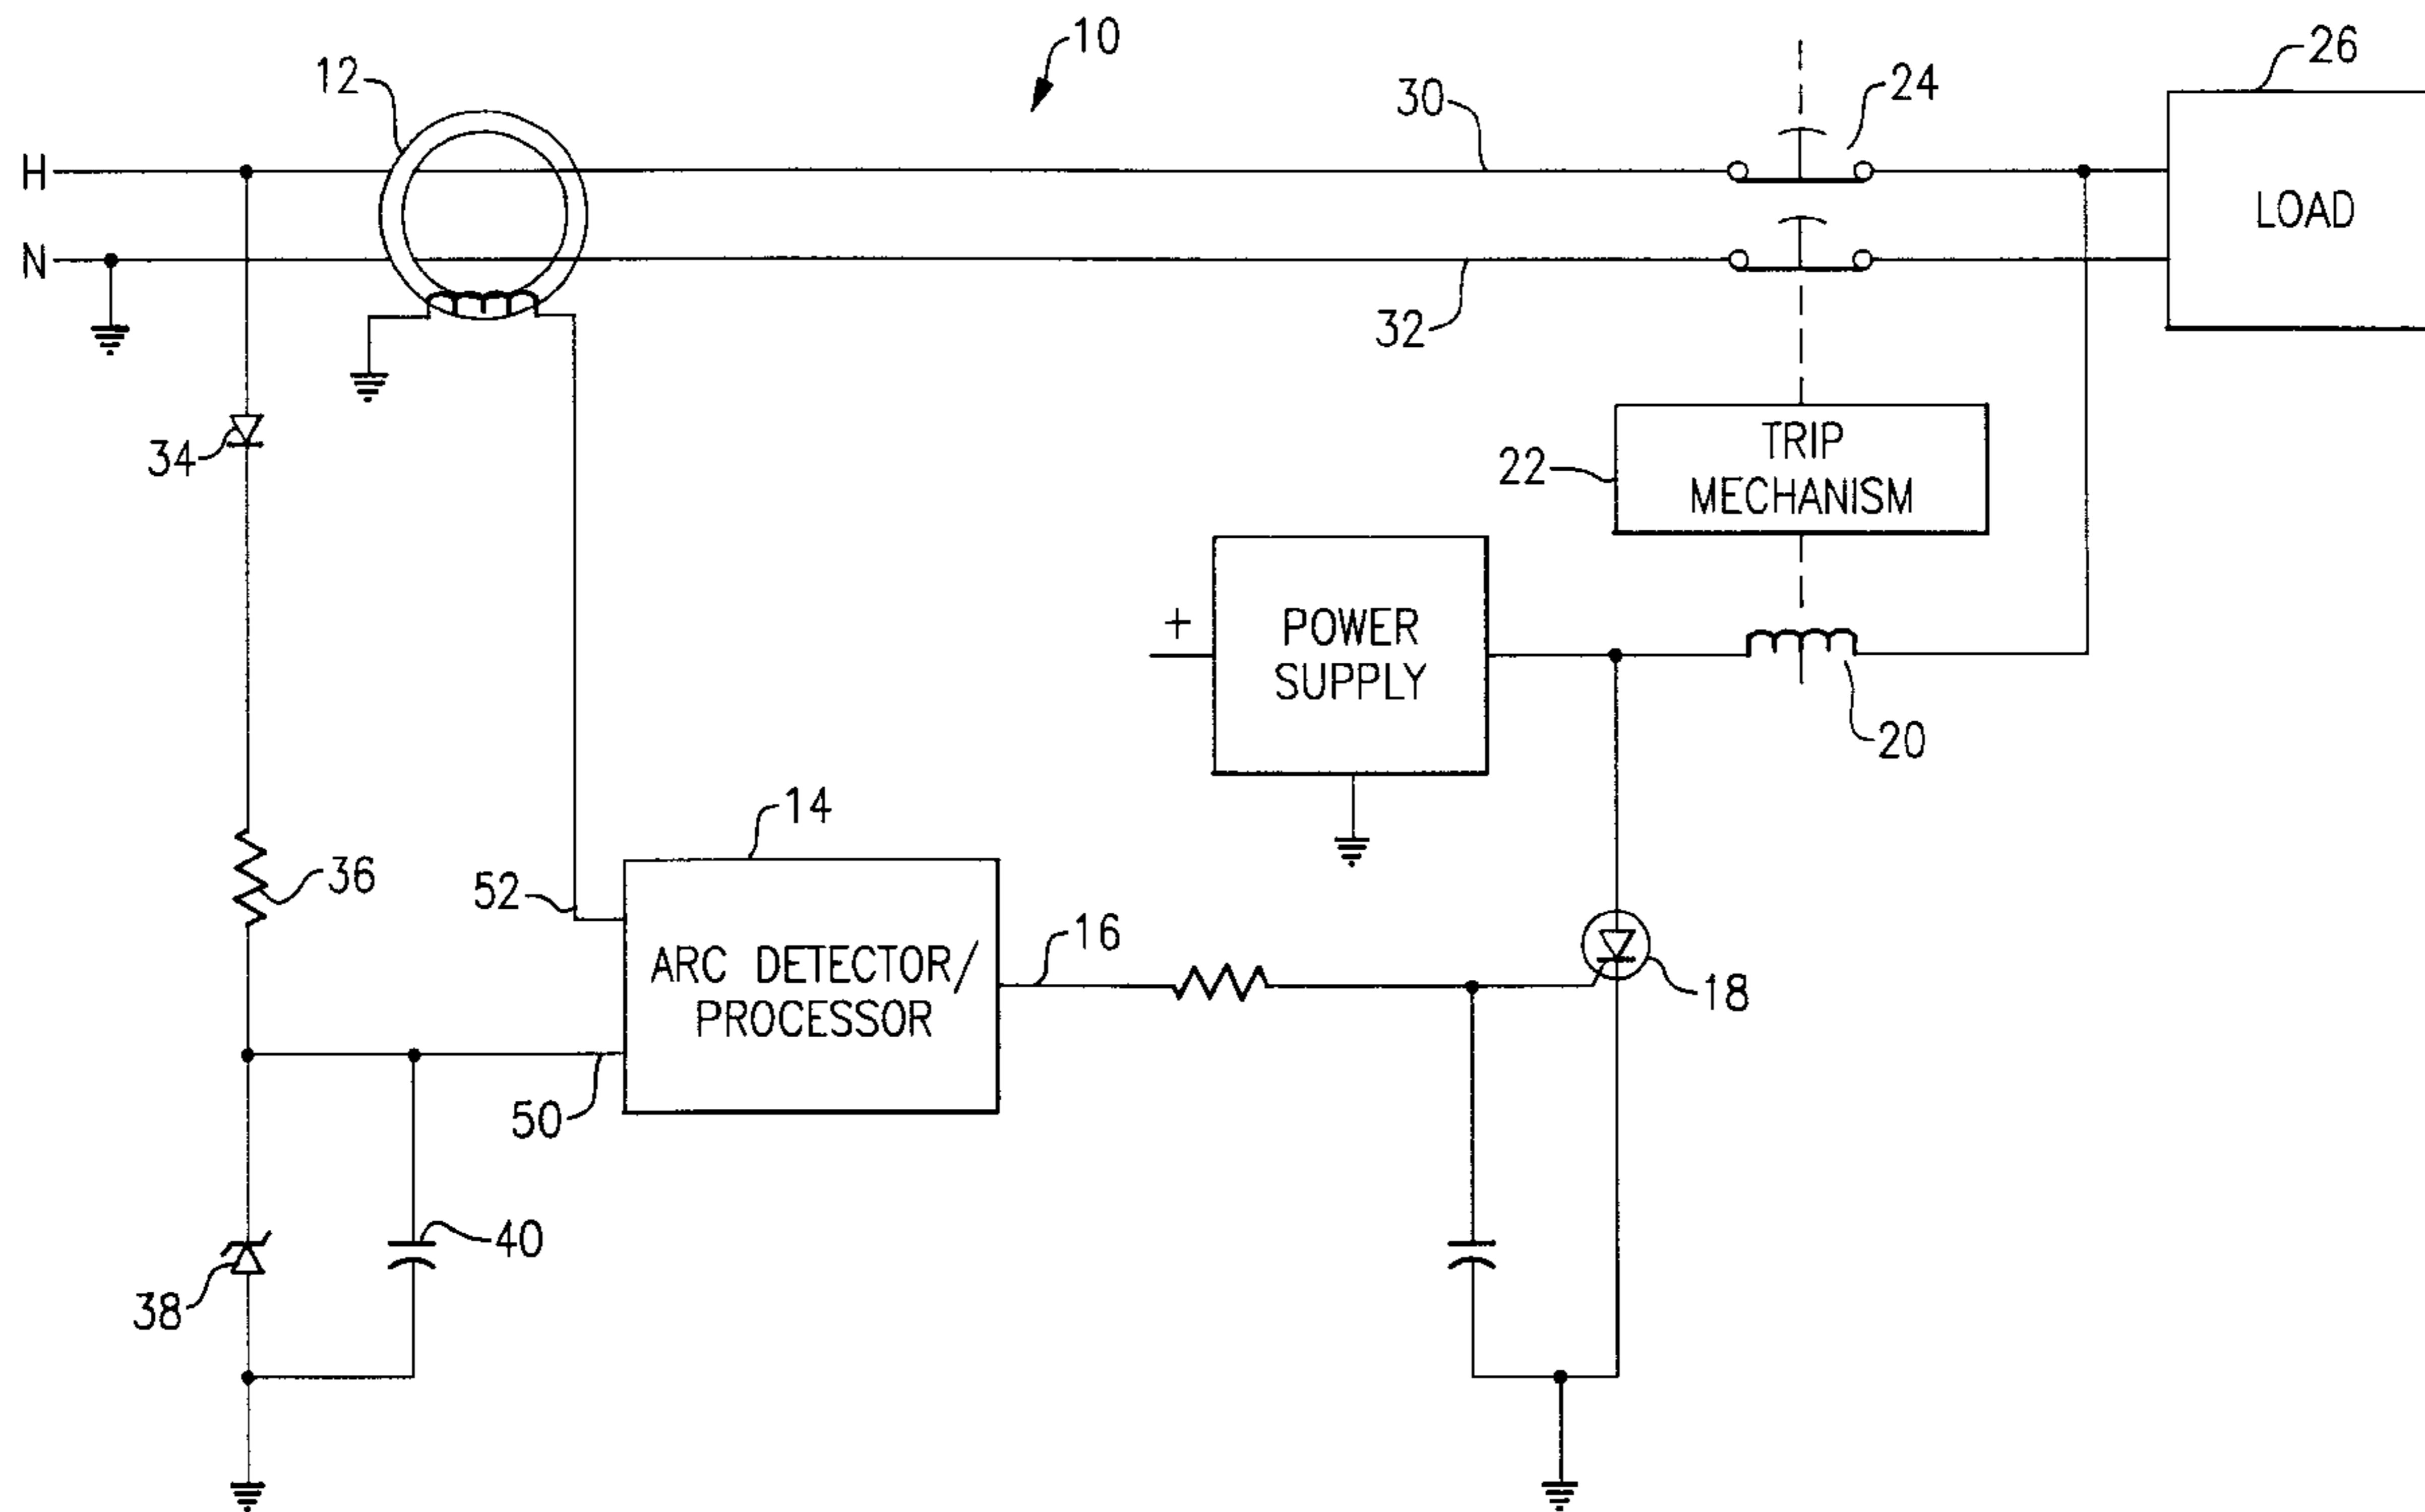 10
26
12
24
30
H
LOAD
N
32
TRIP
MECHANISM
22
34
+
POWER
SUPPLY
20
14
36
52
16
ARC DETECTOR/
PROCESSOR
18
50
40
38